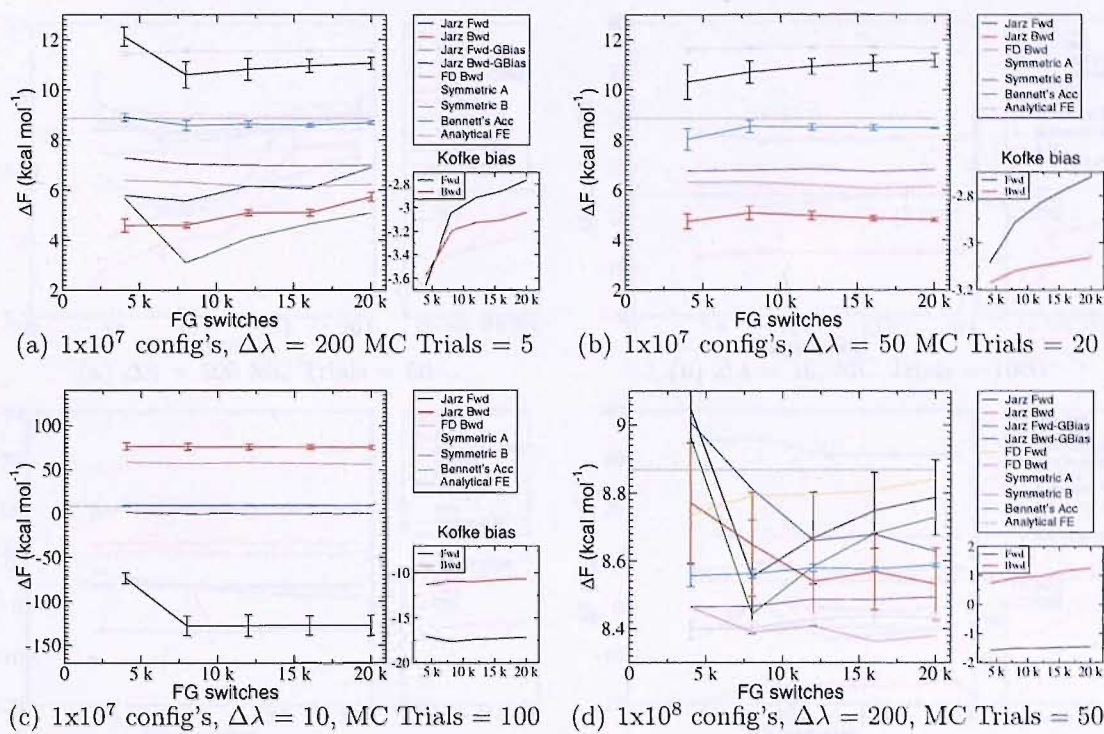 12
10
8
6
4
2
ΔF (kcal mol⁻¹)
0 5 k 10 k 15 k 20 k
FG switches
Jarz Fwd
Jarz Bwd
Jarz Fwd-GBias
Jarz Bwd-GBias
FD Bwd
Symmetric A
Symmetric B
Bennett's Acc
Analytical FE
Kofke bias
Fwd
Bwd
-2.8
-3
-3.2
-3.4
-3.6
5 k 10 k 15 k 20 k
(a) 1x10⁷ config's, Δλ = 200 MC Trials = 5
12
10
8
6
4
2
ΔF (kcal mol⁻¹)
0 5 k 10 k 15 k 20 k
FG switches
Jarz Fwd
Jarz Bwd
FD Bwd
Symmetric A
Symmetric B
Bennett's Acc
Analytical FE
Kofke bias
Fwd
Bwd
-2.8
-3
-3.2
5 k 10 k 15 k 20 k
(b) 1x10⁷ config's, Δλ = 50 MC Trials = 20
100
50
0
-50
-100
-150
ΔF (kcal mol⁻¹)
0 5 k 10 k 15 k 20 k
FG switches
Jarz Fwd
Jarz Bwd
FD Bwd
Symmetric A
Symmetric B
Bennett's Acc
Analytical FE
Kofke bias
Fwd
Bwd
-10
-20
5 k 10 k 15 k 20 k
(c) 1x10⁷ config's, Δλ = 10, MC Trials = 100
9
8.8
8.6
8.4
ΔF (kcal mol⁻¹)
0 5 k 10 k 15 k 20 k
FG switches
Jarz Fwd
Jarz Bwd
Jarz Fwd-GBias
Jarz Bwd-GBias
FD Fwd
FD Bwd
Symmetric A
Symmetric B
Bennett's Acc
Analytical FE
Fwd
Bwd
2
1
0
-1
-2
5 k 10 k 15 k 20 k
(d) 1x10⁸ config's, Δλ = 200, MC Trials = 50